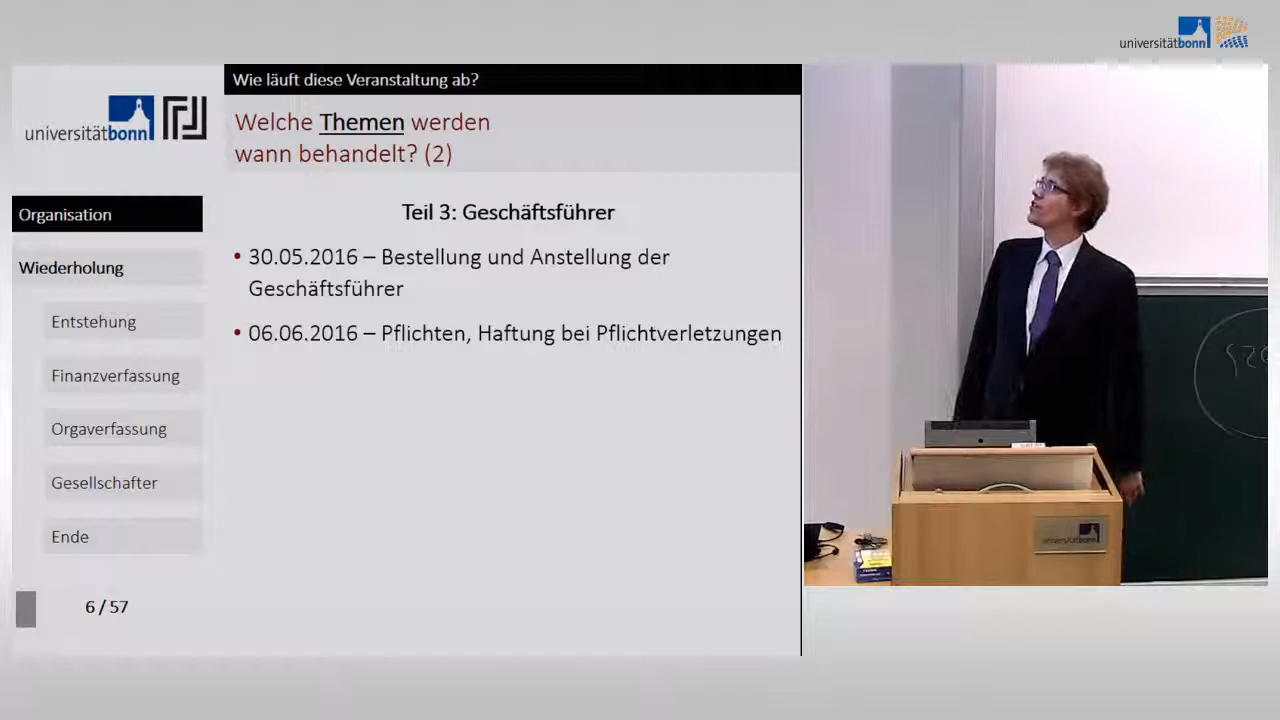 universitätbonn
Wie läuft diese Veranstaltung ab?
universitätbonn
Welche Themen werden
wann behandelt? (2)
Organisation
Wiederholung
Entstehung
Finanzverfassung
Orgaverfassung
Gesellschafter
Ende
6 / 57
Teil 3: Geschäftsführer
• 30.05.2016 – Bestellung und Anstellung der
Geschäftsführer
• 06.06.2016 – Pflichten, Haftung bei Pflichtverletzungen
universitätbonn